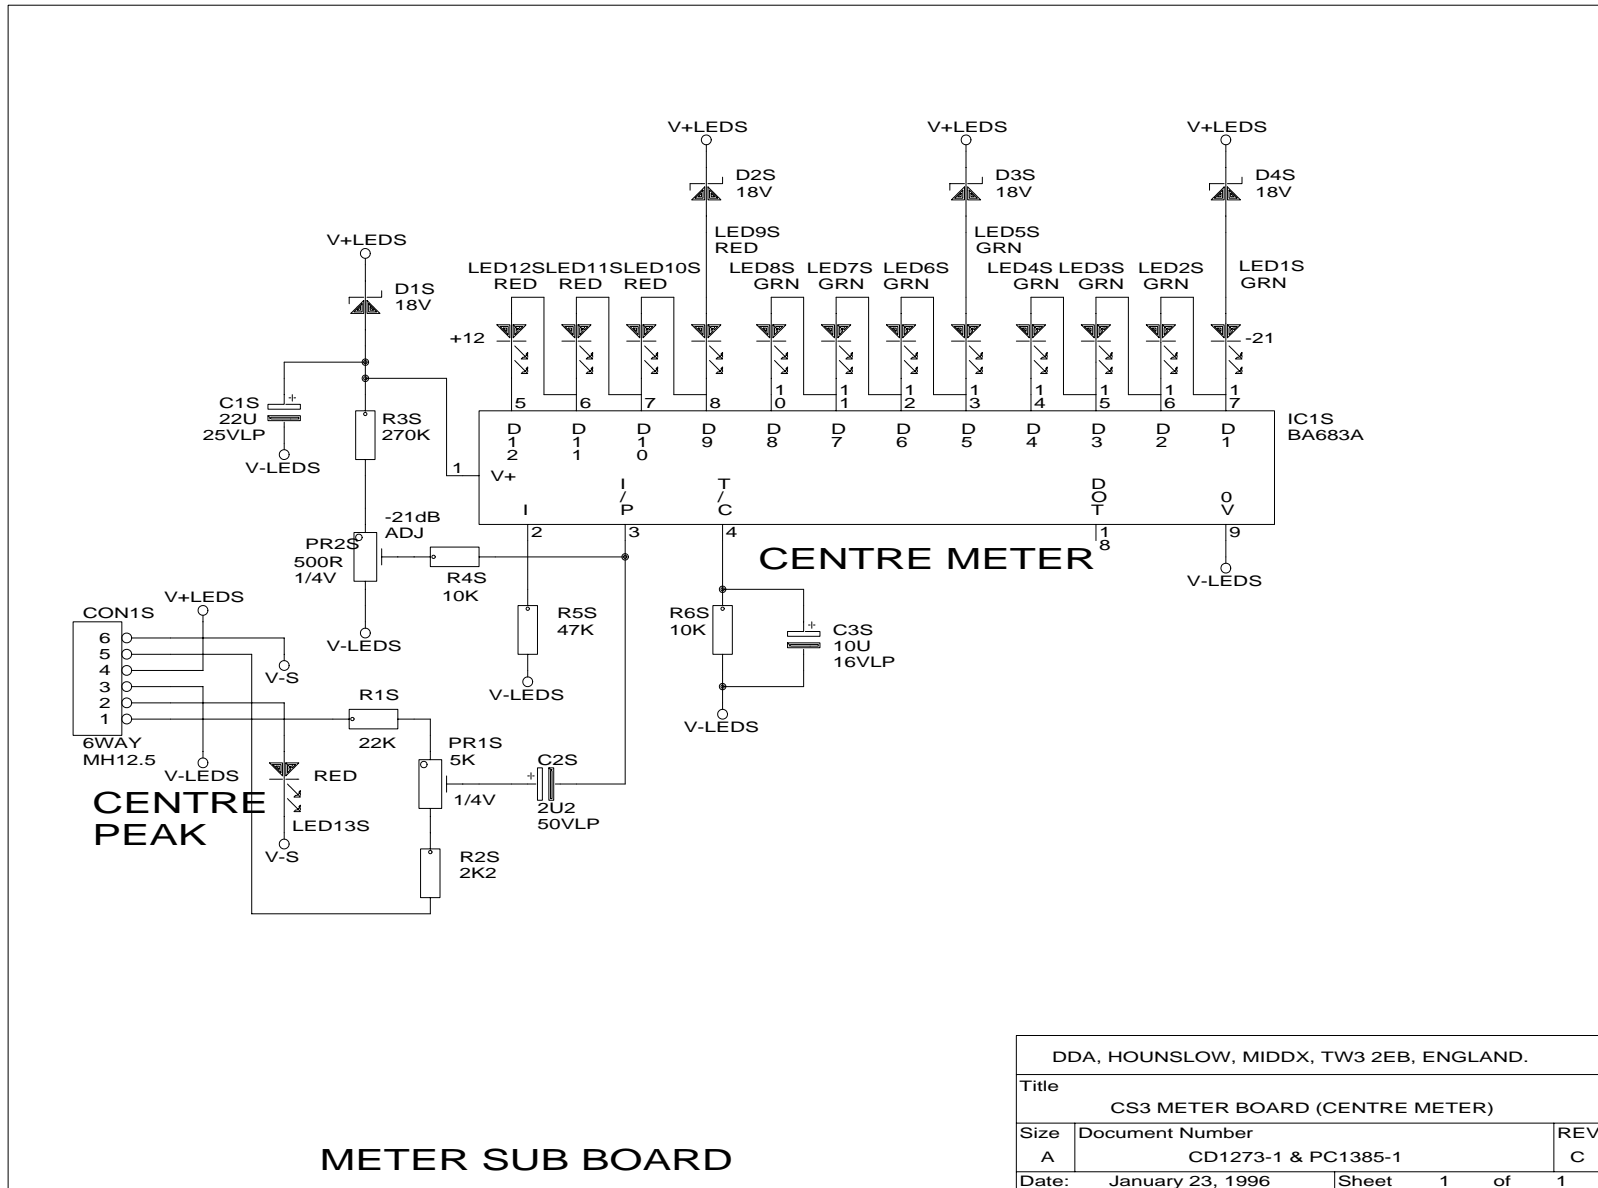 V+LEDS V+LEDS V+LEDS
D2S D3S D4S
18V 18V 18V
V+LEDS
D1S
18V
LED9S
RED
LED5S
GRN
LED12S LED11S LED10S LED8S LED7S LED6S LED4S LED3S LED2S LED1S
RED RED RED GRN GRN GRN GRN GRN GRN GRN
+12 -21
C1S
22U
25VLP
+
V-LEDS
R3S
270K
5 6 7 8 10 11 12 13 14 15 16 17
D12 D11 D10 D9 D8 D7 D6 D5 D4 D3 D2 D1
IC1S
BA683A
1 V+
I I/P T/C DOT 0V
2 3 4 18 9
-21dB
ADJ
PR2S
500R
1/4V
R4S
10K
V-LEDS
CENTRE METER
V-LEDS
R5S
47K
V-LEDS
R6S
10K
+
C3S
10U
16VLP
V-LEDS
V+LEDS
CON1S
6
5
4
3
2
1
6WAY
MH12.5
V-S
V-LEDS
R1S
22K
PR1S
5K
1/4V
+
C2S
2U2
50VLP
RED
LED13S
V-S
CENTRE
PEAK
R2S
2K2
METER SUB BOARD
DDA, HOUNSLOW, MIDDX, TW3 2EB, ENGLAND.
Title
CS3 METER BOARD (CENTRE METER)
Size Document Number REV
A CD1273-1 & PC1385-1 C
Date: January 23, 1996 Sheet 1 of 1